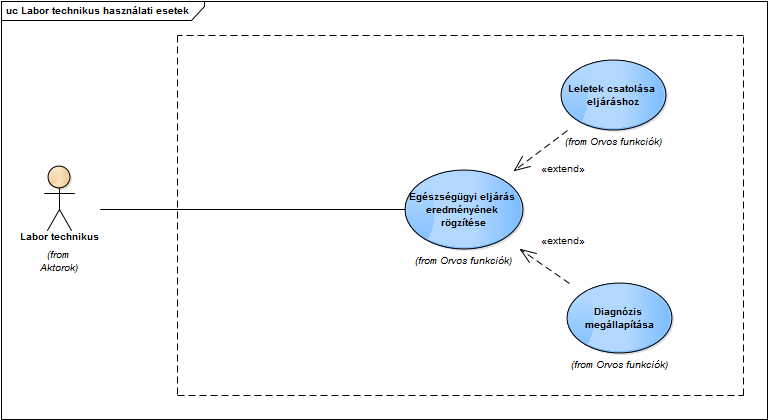 uc Labor technikus használati esetek
Leletek csatolása
eljáráshoz
(from Orvos funkciók)
«extend»
Egészségügyi eljárás
eredményének
rögzítése
(from Orvos funkciók)
Labor technikus
(from
Aktorok)
«extend»
Diagnózis
megállapítása
(from Orvos funkciók)